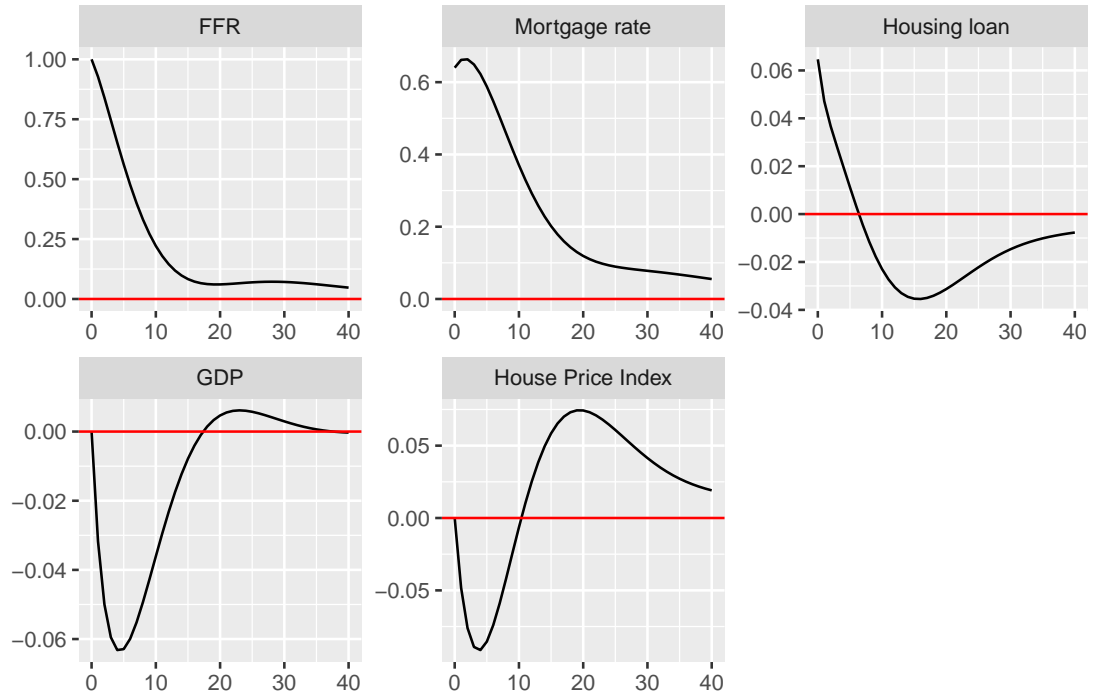 FFR
1.00
0.75
0.50
0.25
0.00
0 10 20 30 40
Mortgage rate
0.6
0.4
0.2
0.0
0 10 20 30 40
Housing loan
0.06
0.04
0.02
0.00
−0.02
−0.04
0 10 20 30 40
GDP
0.00
−0.02
−0.04
−0.06
0 10 20 30 40
House Price Index
0.05
0.00
−0.05
0 10 20 30 40